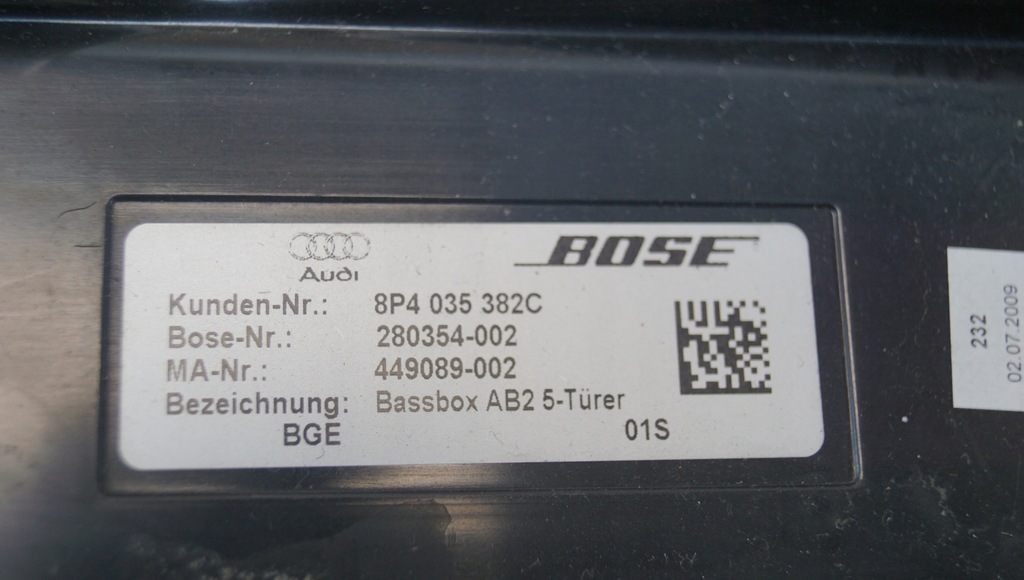 Audi
BOSE
Kunden-Nr.: 8P4 035 382C
Bose-Nr.: 280354-002
MA-Nr.: 449089-002
Bezeichnung: Bassbox AB2 5-Türer
BGE 01S
232
02.07.2009